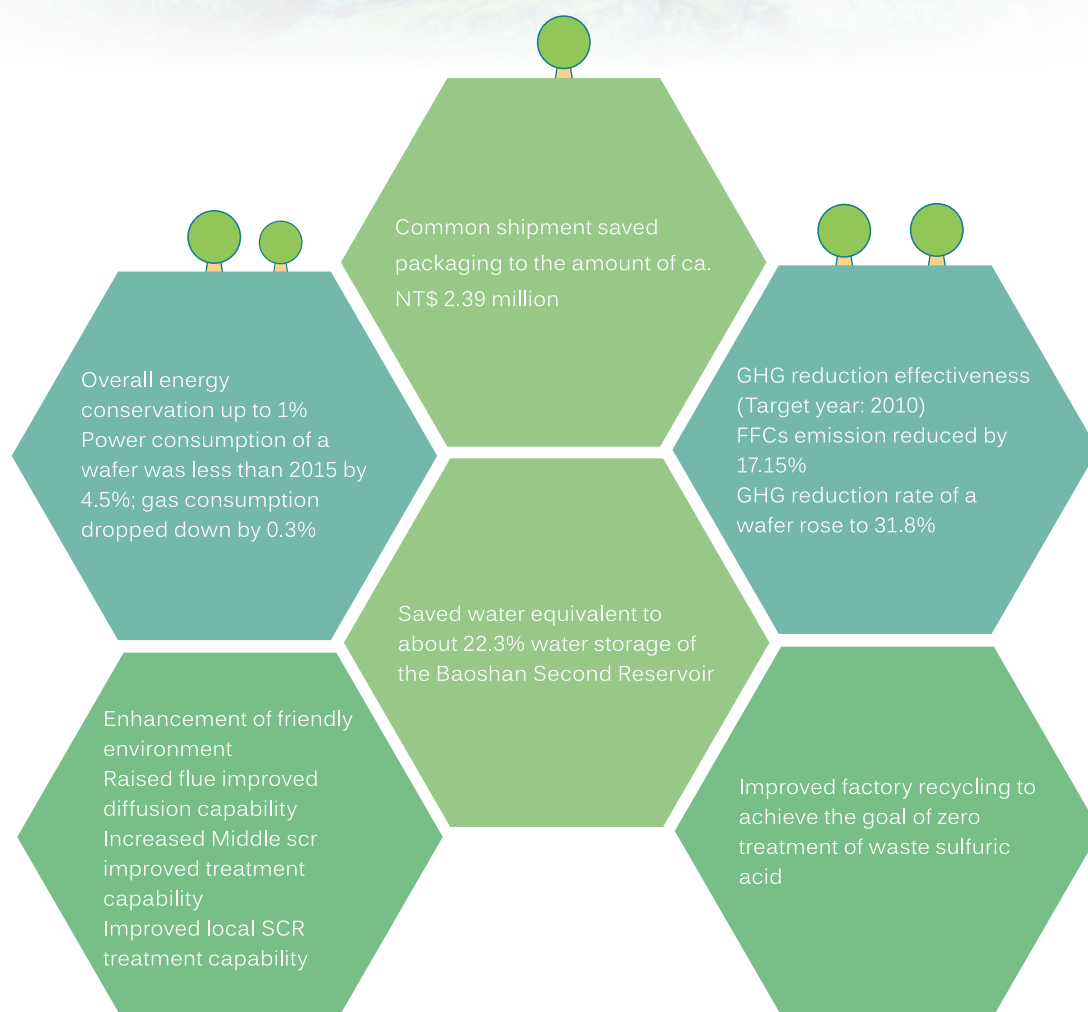 Common shipment saved
packaging to the amount of ca.
NT$ 2.39 million
Overall energy
conservation up to 1%
Power consumption of a
wafer was less than 2015 by
4.5%; gas consumption
dropped down by 0.3%
GHG reduction effectiveness
(Target year: 2010)
FFCs emission reduced by
17.15%
GHG reduction rate of a
wafer rose to 31.8%
Saved water equivalent to
about 22.3% water storage of
the Baoshan Second Reservoir
Enhancement of friendly
environment
Raised flue improved
diffusion capability
Increased Middle scr
improved treatment
capability
Improved local SCR
treatment capability
Improved factory recycling to
achieve the goal of zero
treatment of waste sulfuric
acid